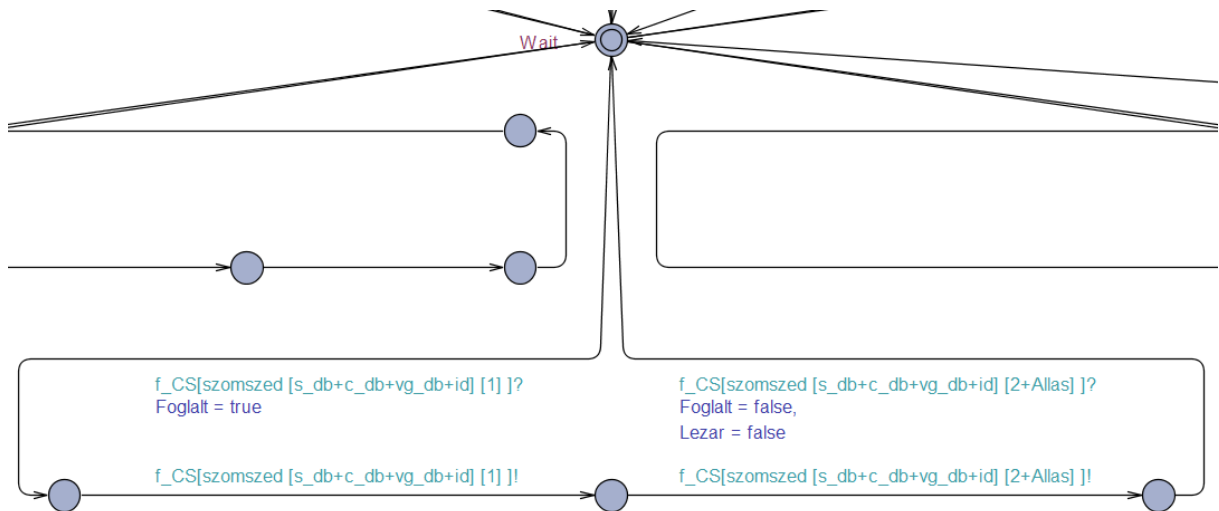 Wait
f_CS[szomszed [s_db+c_db+vg_db+id] [1] ]?
Foglalt = true
f_CS[szomszed [s_db+c_db+vg_db+id] [2+Allas] ]?
Foglalt = false,
Lezar = false
f_CS[szomszed [s_db+c_db+vg_db+id] [1] ]!
f_CS[szomszed [s_db+c_db+vg_db+id] [2+Allas] ]!